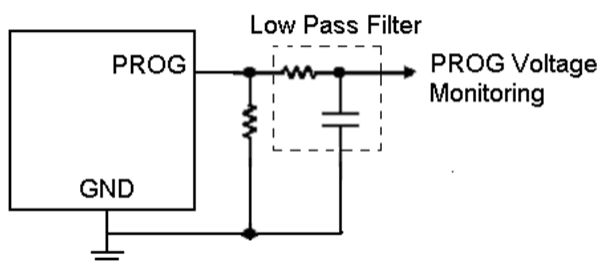 Low Pass Filter
PROG
PROG Voltage
Monitoring
GND